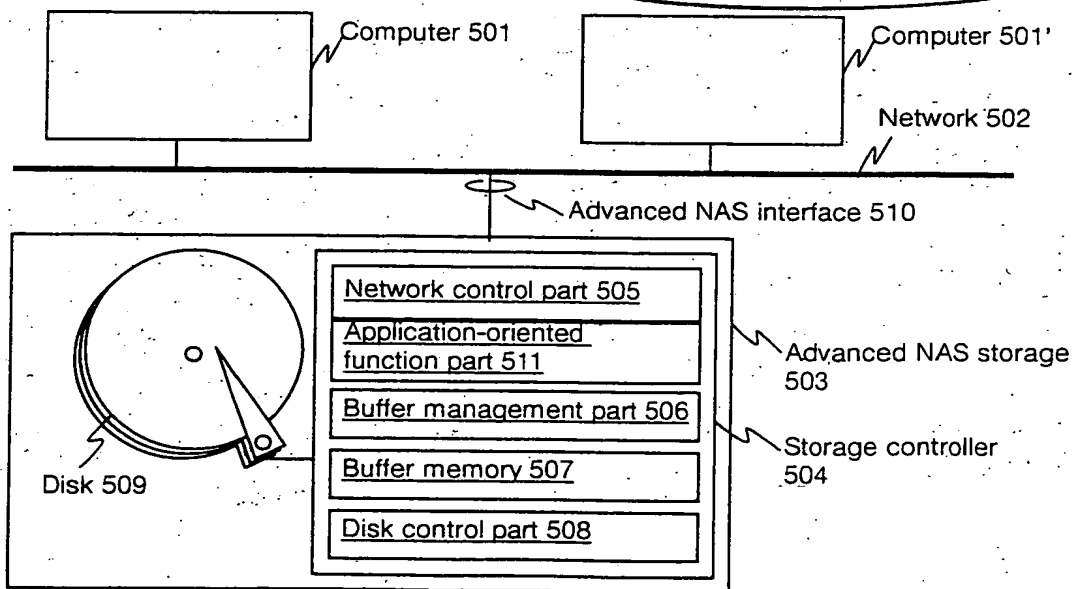 Computer 501
Computer 501'
Network 502
Advanced NAS interface 510
Network control part 505
Application-oriented
function part 511
Advanced NAS storage
503
Buffer management part 506
Storage controller
504
Buffer memory 507
Disk 509
Disk control part 508